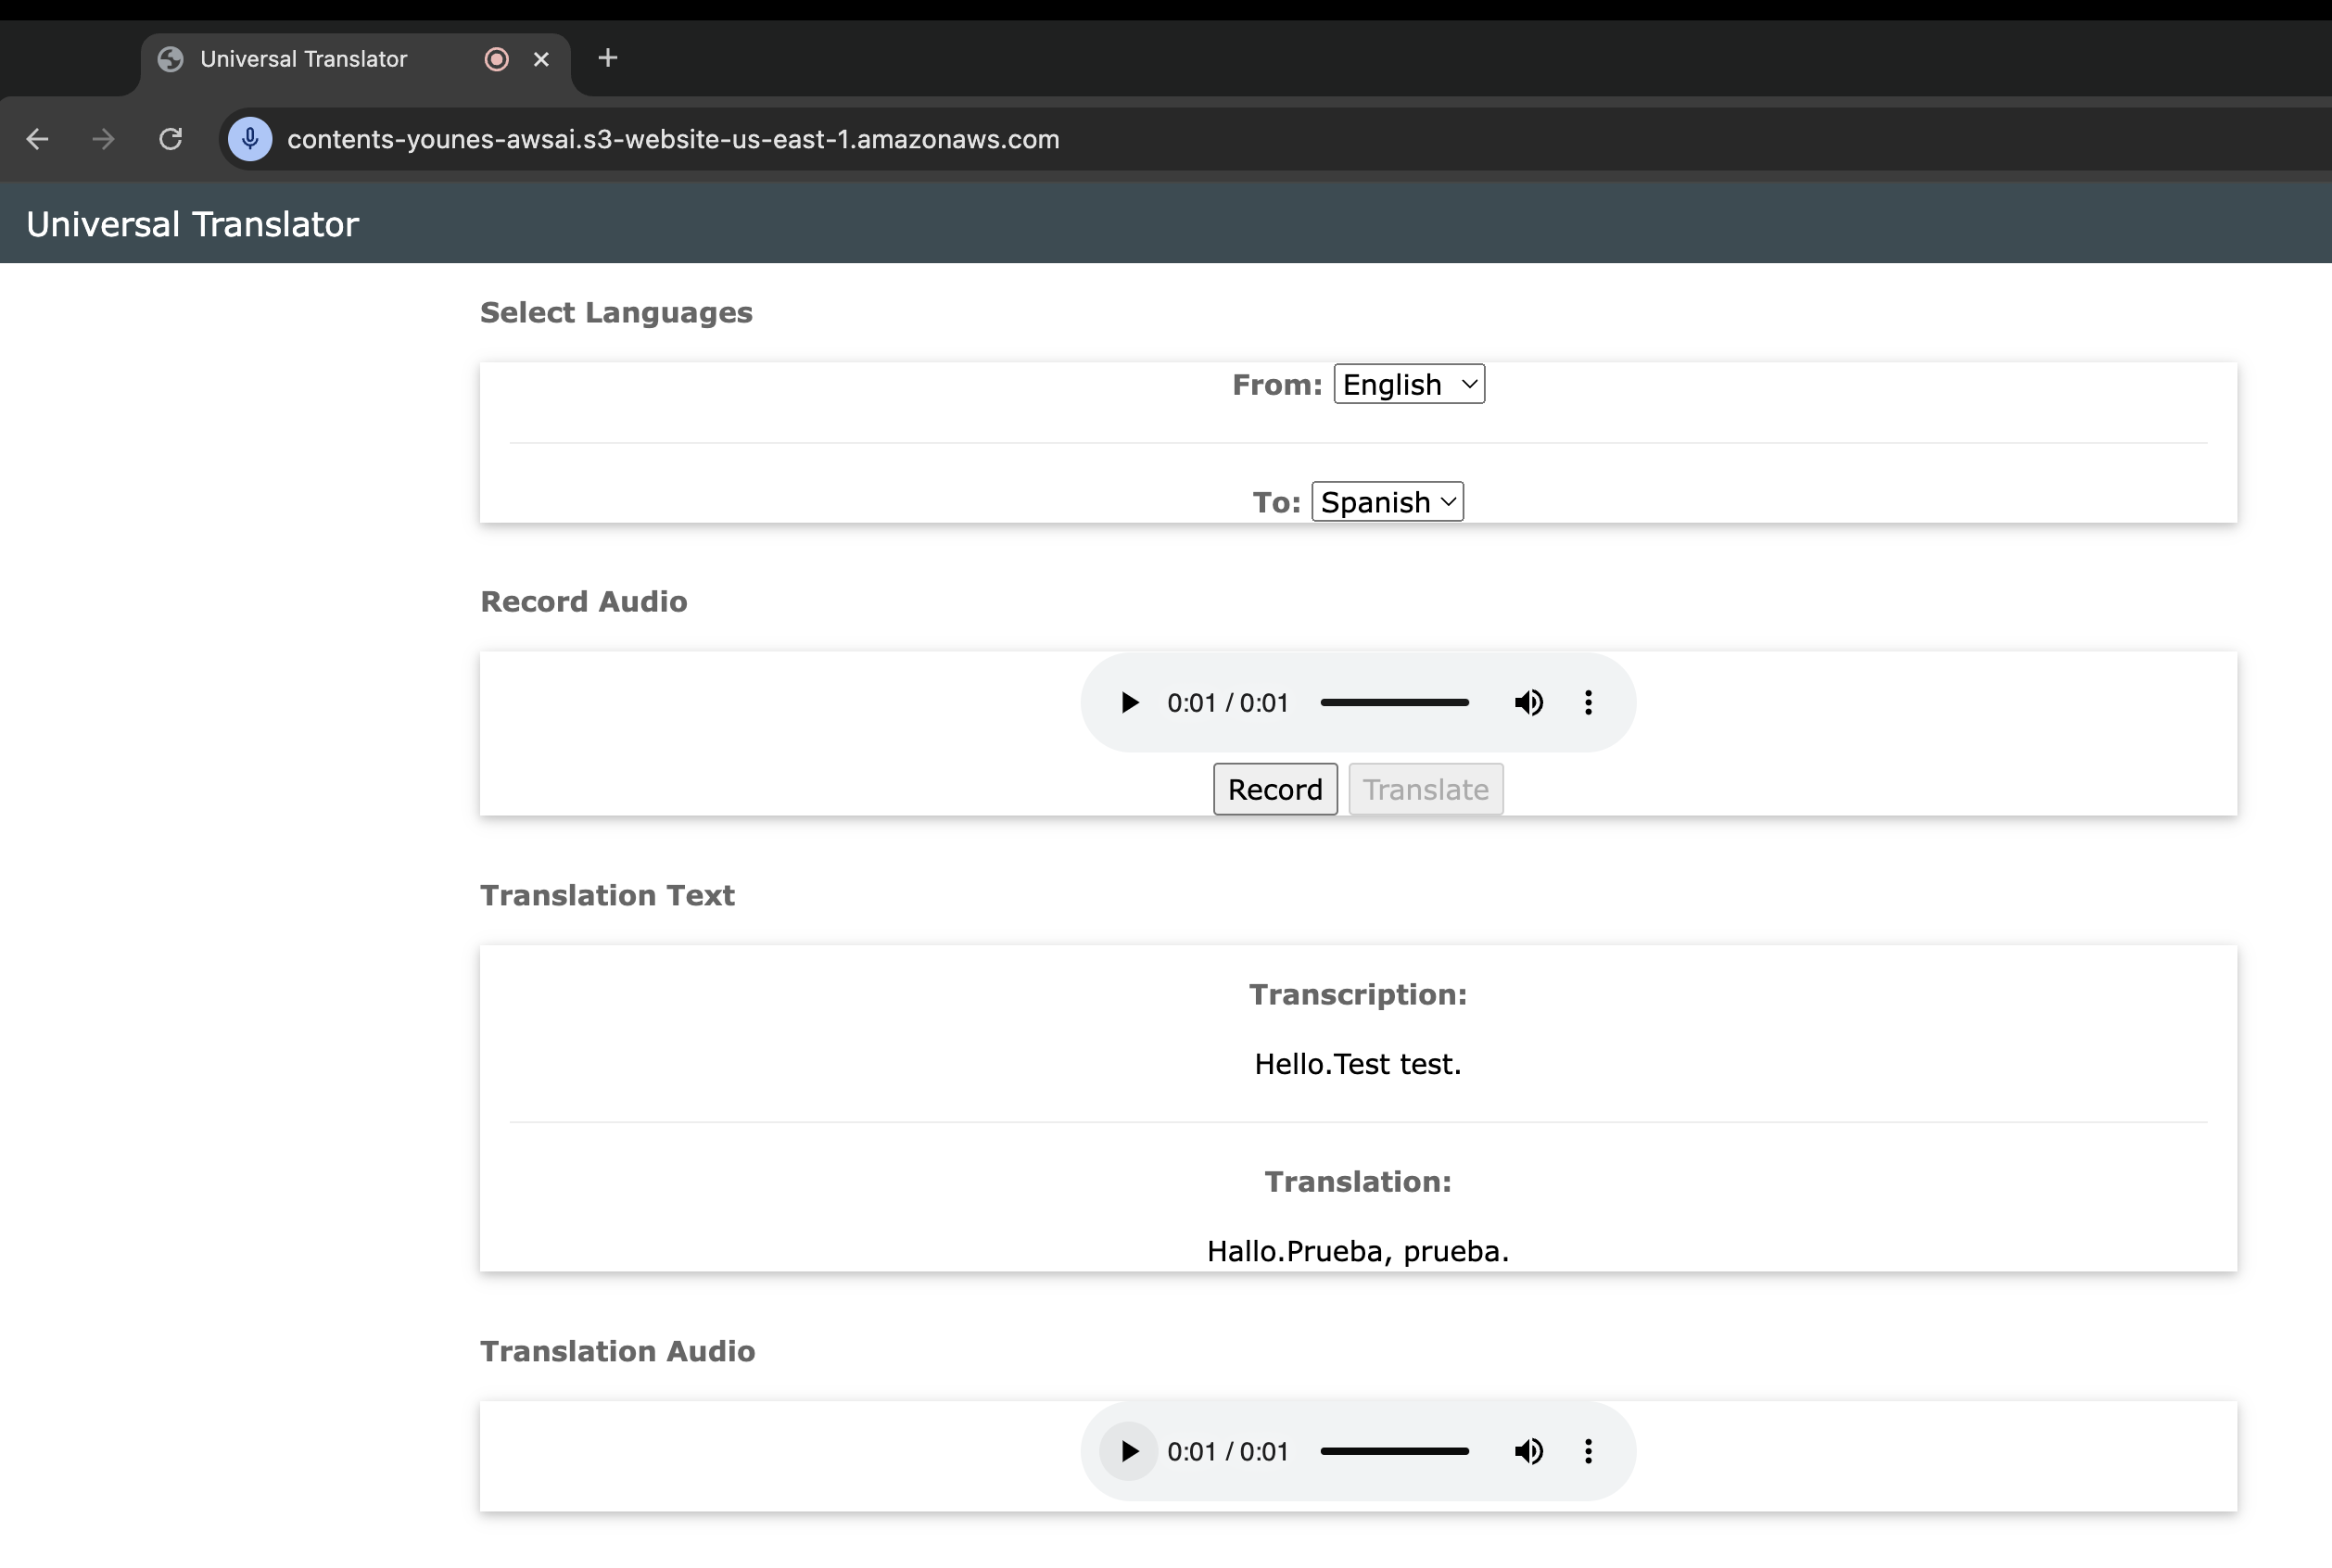 Universal Translator
contents-younes-awsai.s3-website-us-east-1.amazonaws.com
Universal Translator
Select Languages
From: English
To: Spanish
Record Audio
0:01 / 0:01
Record Translate
Translation Text
Transcription:
Hello.Test test.
Translation:
Hallo.Prueba, prueba.
Translation Audio
0:01 / 0:01